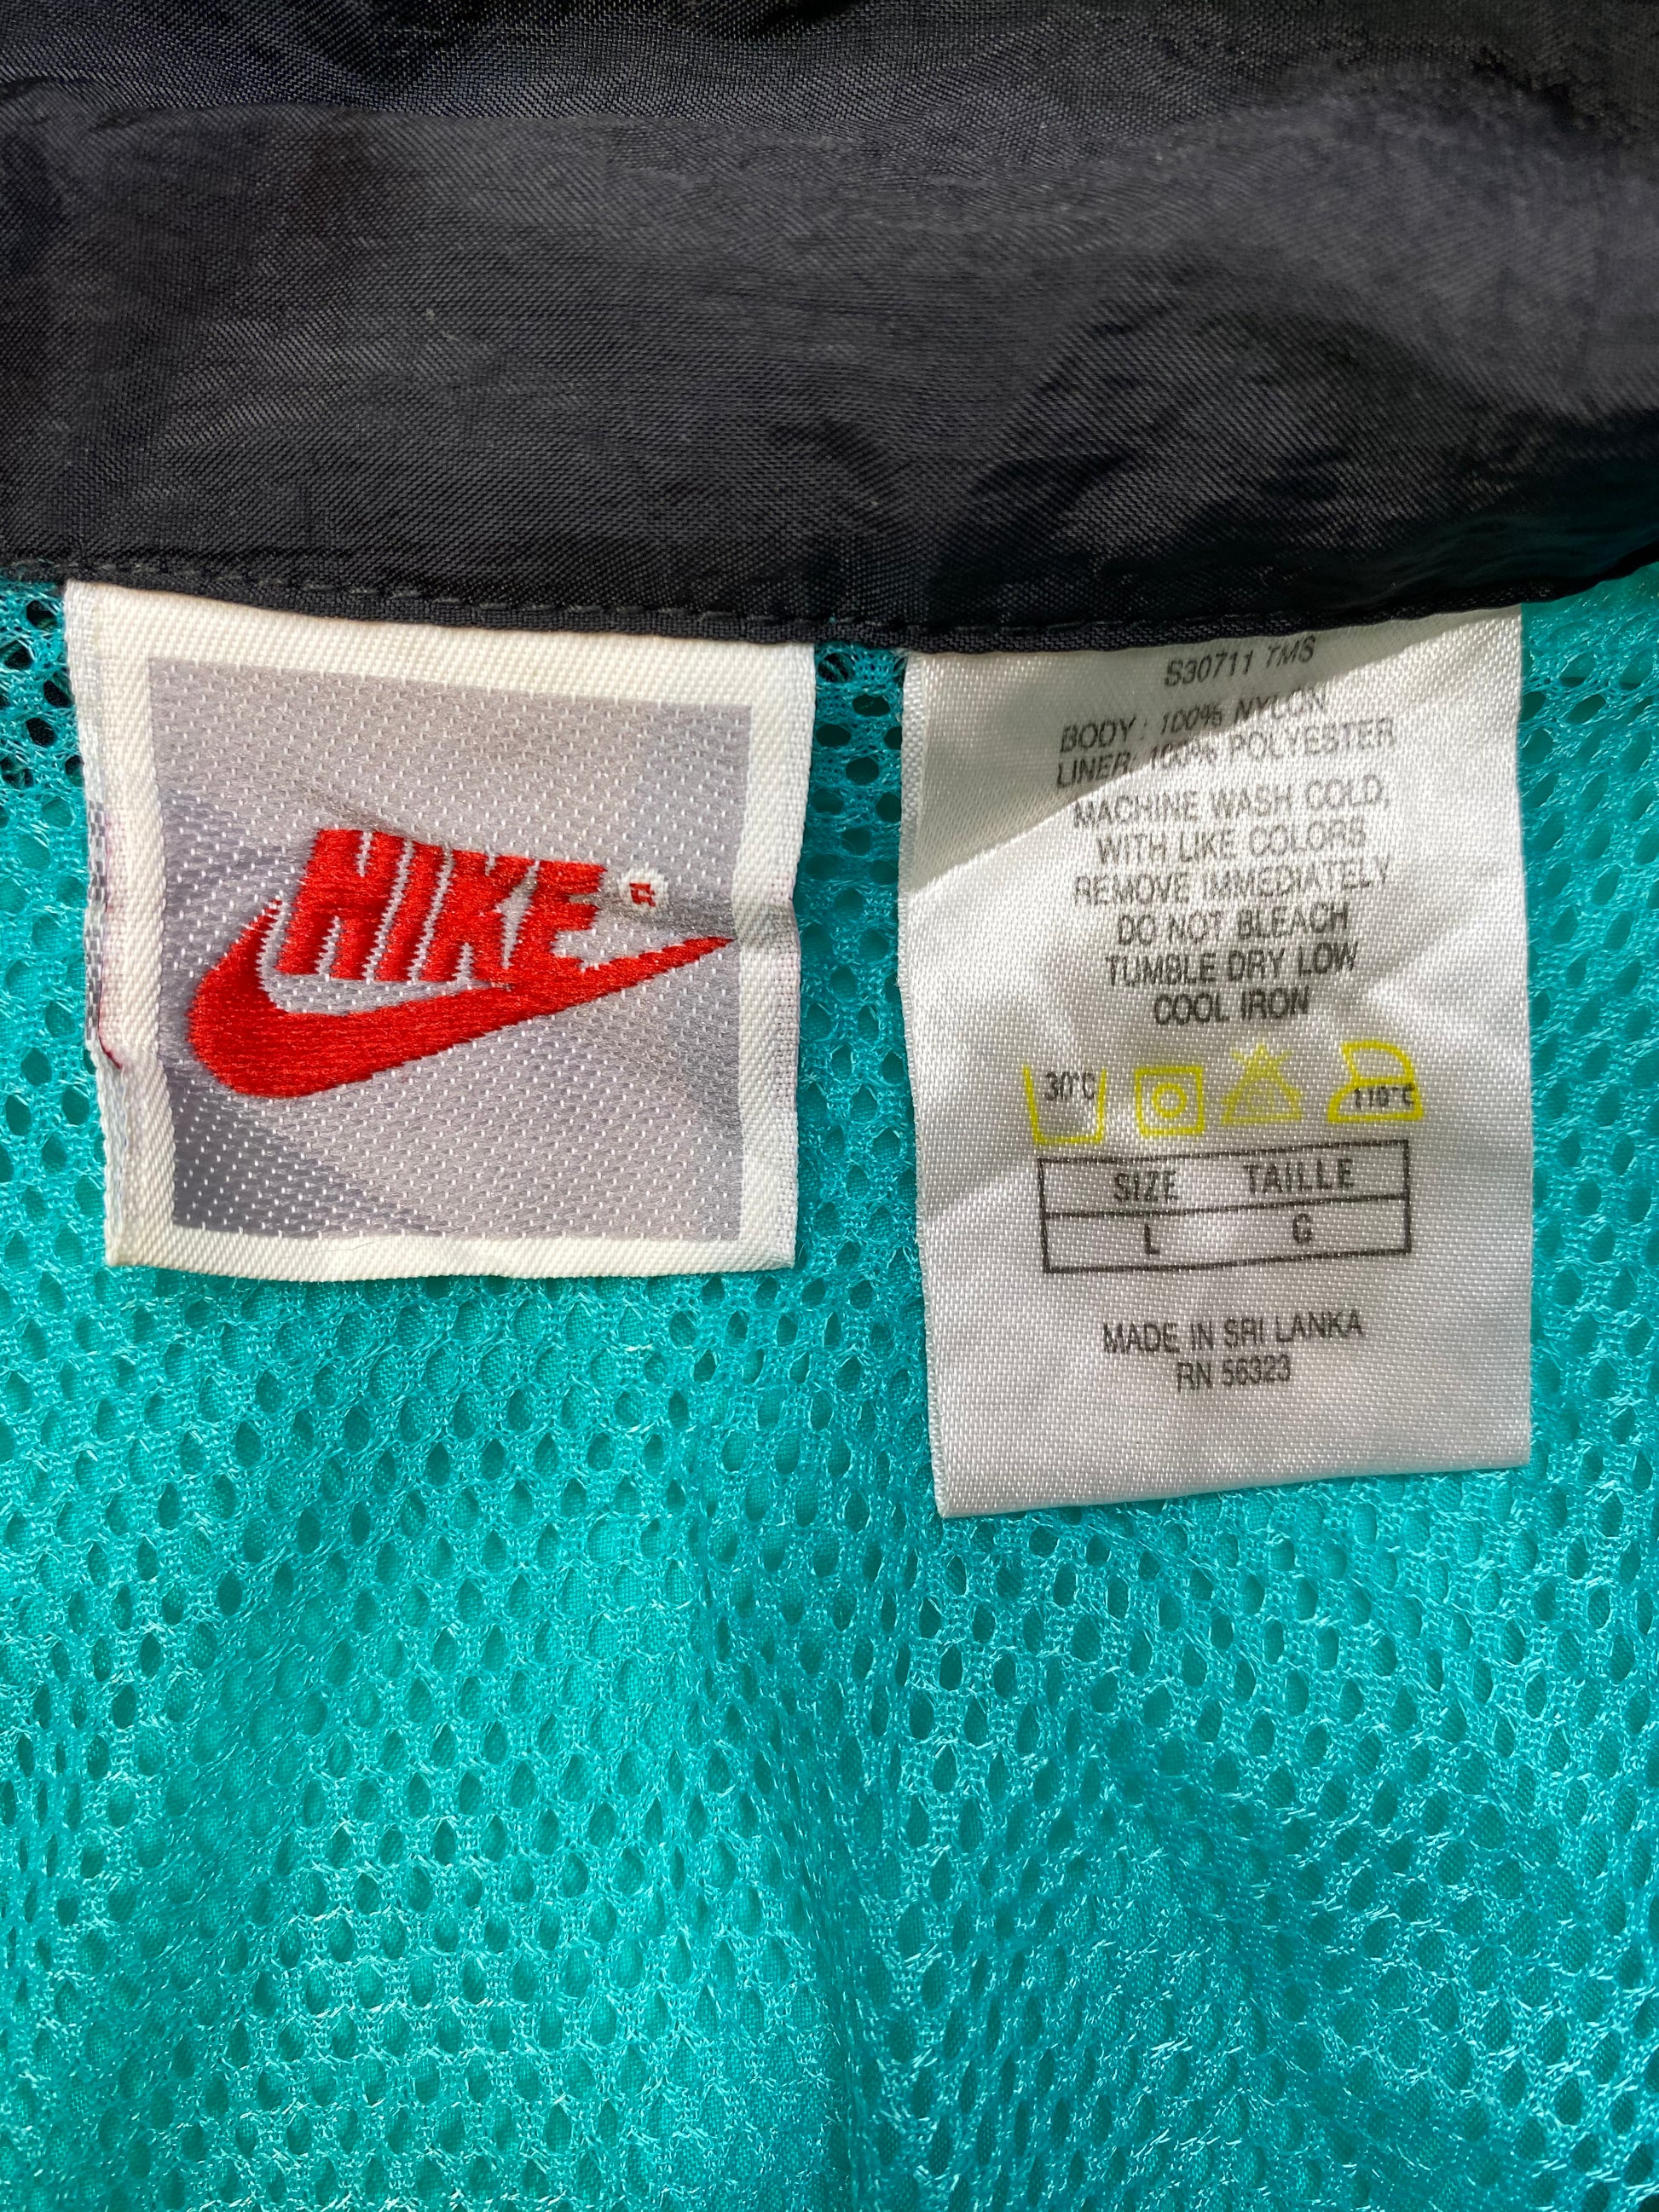 NIKE ®
S30711 TMS
BODY: 100% NYLON
LINER: 100% POLYESTER
MACHINE WASH COLD,
WITH LIKE COLORS
REMOVE IMMEDIATELY
DO NOT BLEACH
TUMBLE DRY LOW
COOL IRON
30°C 110°C
SIZE TAILLE
L G
MADE IN SRI LANKA
RN 56323